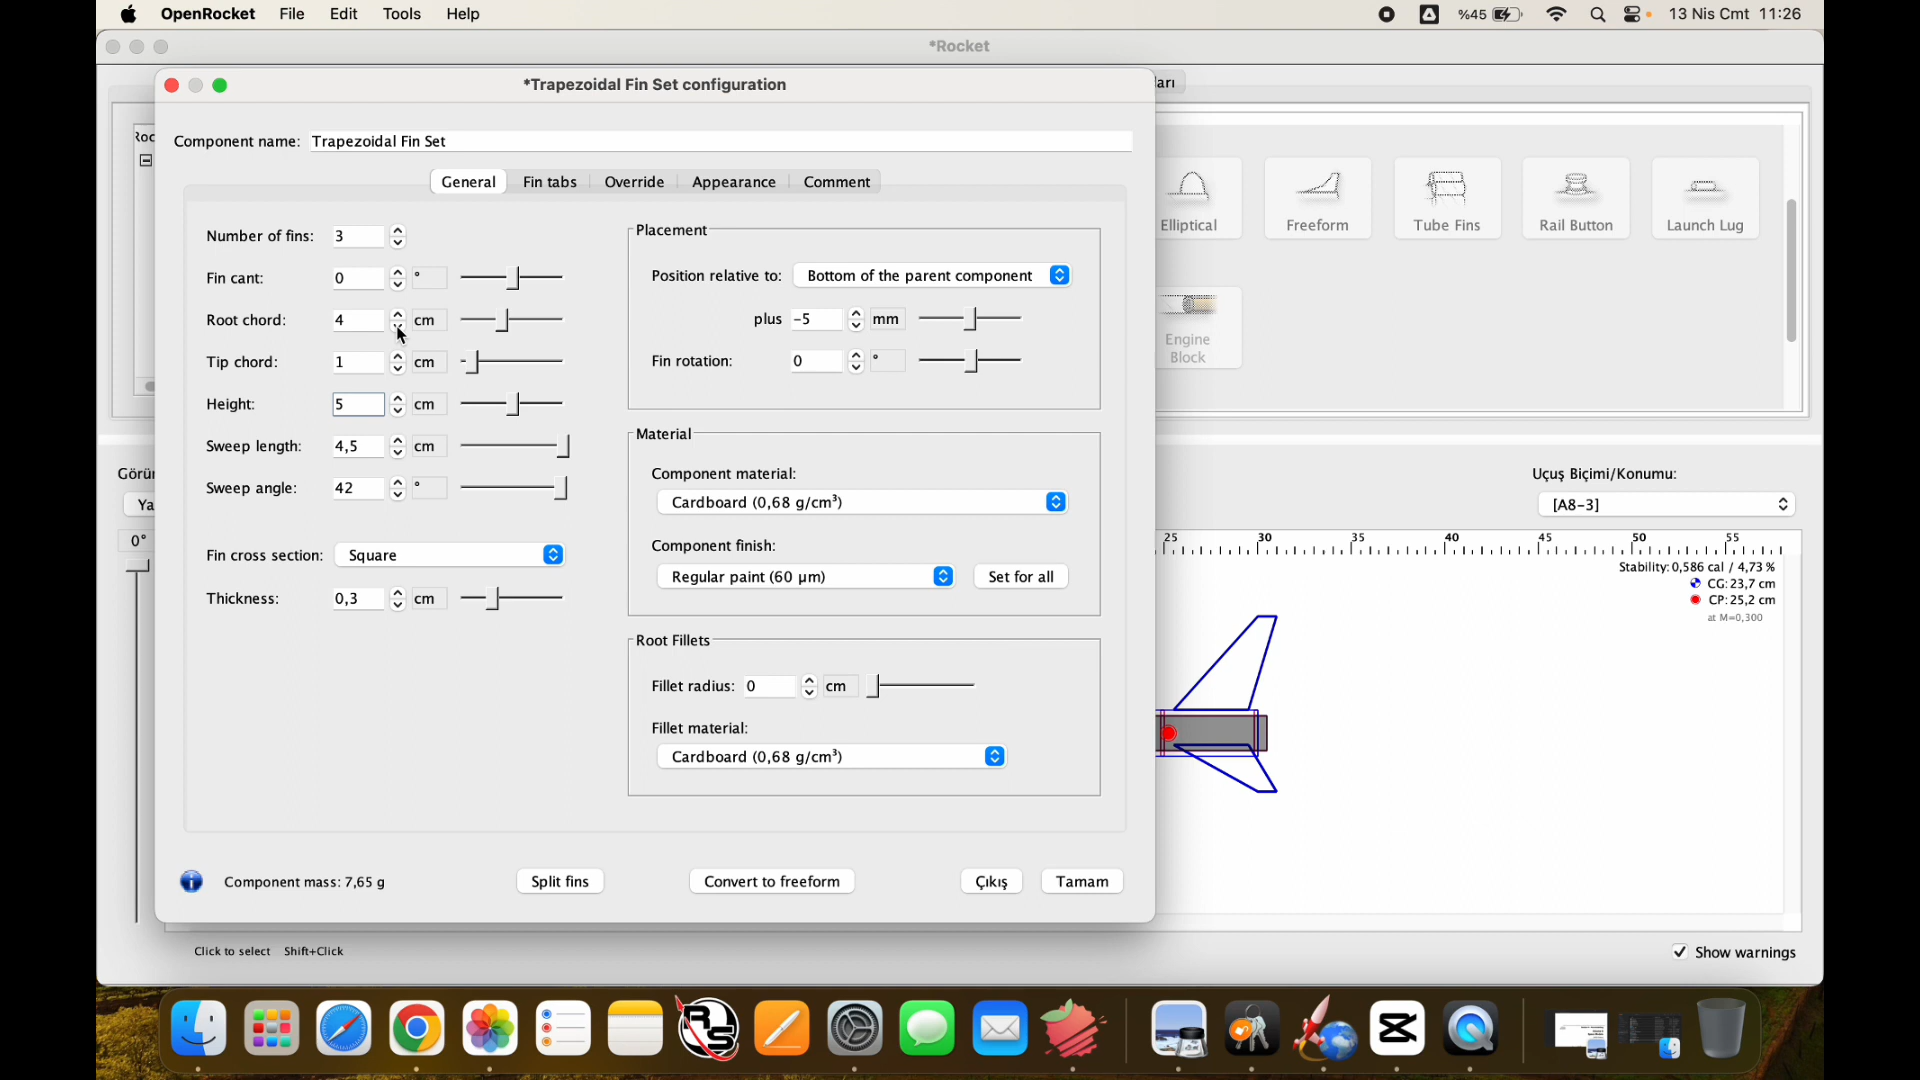 OpenRocket File Edit Tools Help %45 13 Nis Cmt 11:26
*Rocket
*Trapezoidal Fin Set configuration
Component name: Trapezoidal Fin Set
General Fin tabs Override Appearance Comment
Number of fins: 3
Fin cant: 0 °
Root chord: 4 cm
Tip chord: 1 cm
Height: 5 cm
Sweep length: 4,5 cm
Sweep angle: 42 °
Fin cross section: Square
Thickness: 0,3 cm
Placement
Position relative to: Bottom of the parent component
plus -5 mm
Fin rotation: 0 °
Material
Component material:
Cardboard (0,68 g/cm³)
Component finish:
Regular paint (60 µm) Set for all
Root Fillets
Fillet radius: 0 cm
Fillet material:
Cardboard (0,68 g/cm³)
Component mass: 7,65 g Split fins Convert to freeform Çıkış Tamam
Elliptical Freeform Tube Fins Rail Button Launch Lug
Engine
Block
Uçuş Biçimi/Konumu:
[A8-3]
0°
25 30 35 40 45 50 55
Stability: 0,586 cal / 4,73 %
CG: 23,7 cm
CP: 25,2 cm
at M=0,300
Click to select Shift+Click Show warnings
RS